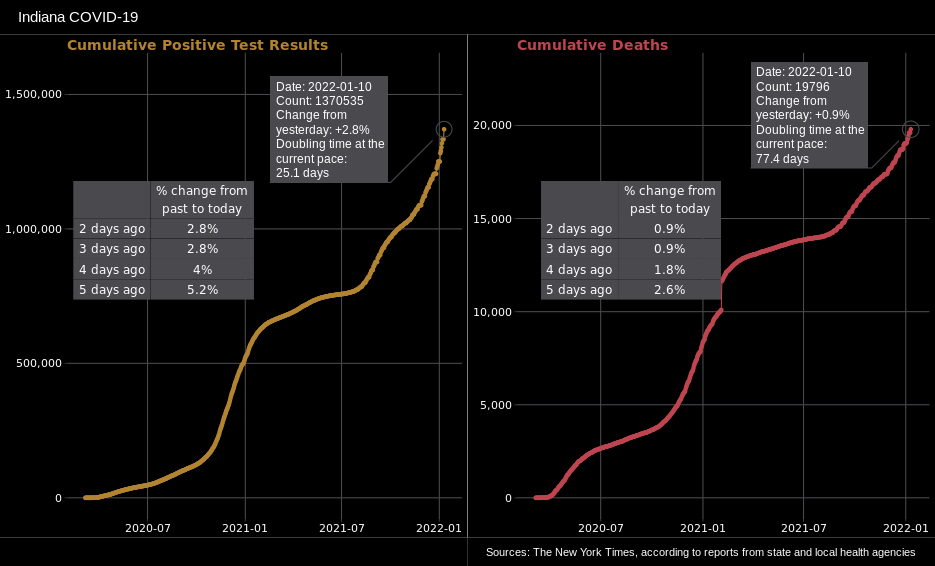 Indiana COVID-19
Cumulative Positive Test Results
Date: 2022-01-10
Count: 1370535
Change from
yesterday: +2.8%
Doubling time at the
current pace:
25.1 days
% change from
past to today
2 days ago 2.8%
3 days ago 2.8%
4 days ago 4%
5 days ago 5.2%
1,500,000
1,000,000
500,000
0
2020-07 2021-01 2021-07 2022-01
Cumulative Deaths
Date: 2022-01-10
Count: 19796
Change from
yesterday: +0.9%
Doubling time at the
current pace:
77.4 days
% change from
past to today
2 days ago 0.9%
3 days ago 0.9%
4 days ago 1.8%
5 days ago 2.6%
20,000
15,000
10,000
5,000
0
2020-07 2021-01 2021-07 2022-01
Sources: The New York Times, according to reports from state and local health agencies